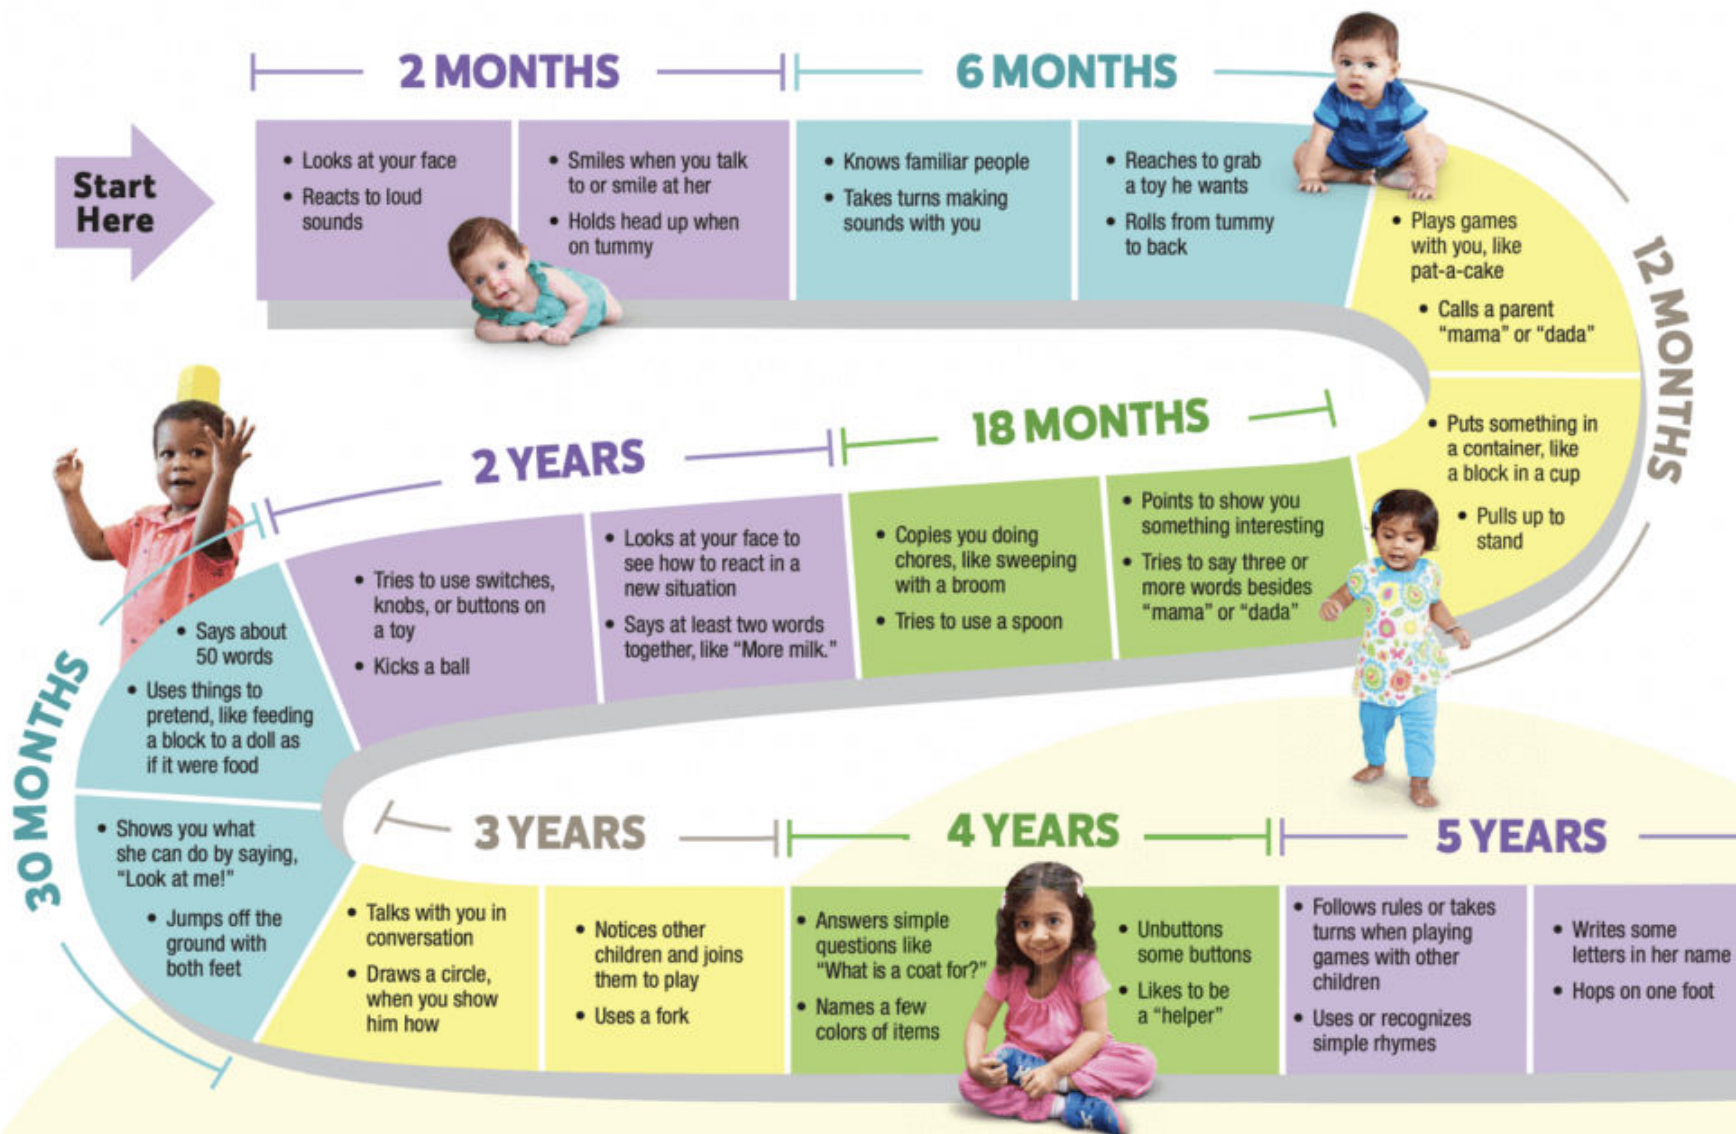 2 MONTHS
6 MONTHS
Start
Here
• Looks at your face
• Reacts to loud
sounds
• Smiles when you talk
to or smile at her
• Holds head up when
on tummy
• Knows familiar people
• Takes turns making
sounds with you
• Reaches to grab
a toy he wants
• Rolls from tummy
to back
12 MONTHS
• Plays games
with you, like
pat-a-cake
• Calls a parent
“mama” or “dada”
• Puts something in
a container, like
a block in a cup
• Pulls up to
stand
18 MONTHS
• Points to show you
something interesting
• Tries to say three or
more words besides
“mama” or “dada”
• Copies you doing
chores, like sweeping
with a broom
• Tries to use a spoon
2 YEARS
• Looks at your face to
see how to react in a
new situation
• Says at least two words
together, like “More milk.”
• Tries to use switches,
knobs, or buttons on
a toy
• Kicks a ball
30 MONTHS
• Says about
50 words
• Uses things to
pretend, like feeding
a block to a doll as
if it were food
• Shows you what
she can do by saying,
“Look at me!”
• Jumps off the
ground with
both feet
3 YEARS
• Talks with you in
conversation
• Draws a circle,
when you show
him how
• Notices other
children and joins
them to play
• Uses a fork
4 YEARS
• Answers simple
questions like
“What is a coat for?”
• Names a few
colors of items
• Unbuttons
some buttons
• Likes to be
a “helper”
5 YEARS
• Follows rules or takes
turns when playing
games with other
children
• Uses or recognizes
simple rhymes
• Writes some
letters in her name
• Hops on one foot